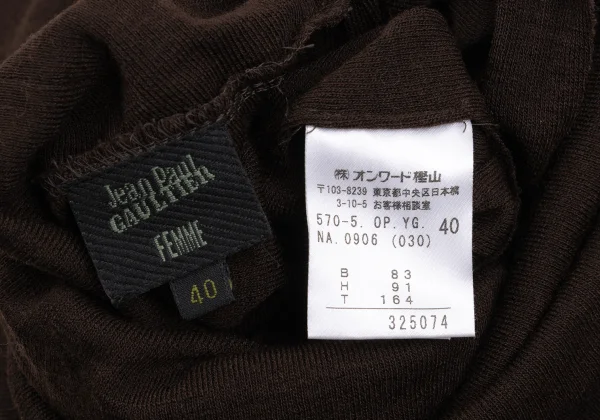 Jean Paul
GAULTIER
FEMME
40
㈱オンワード樫山
〒103-8239 東京都中央区日本橋
3-10-5 お客様相談室
570-5. OP. YG. 40
NA. 0906 (030)
B 83
H 91
T 164
325074